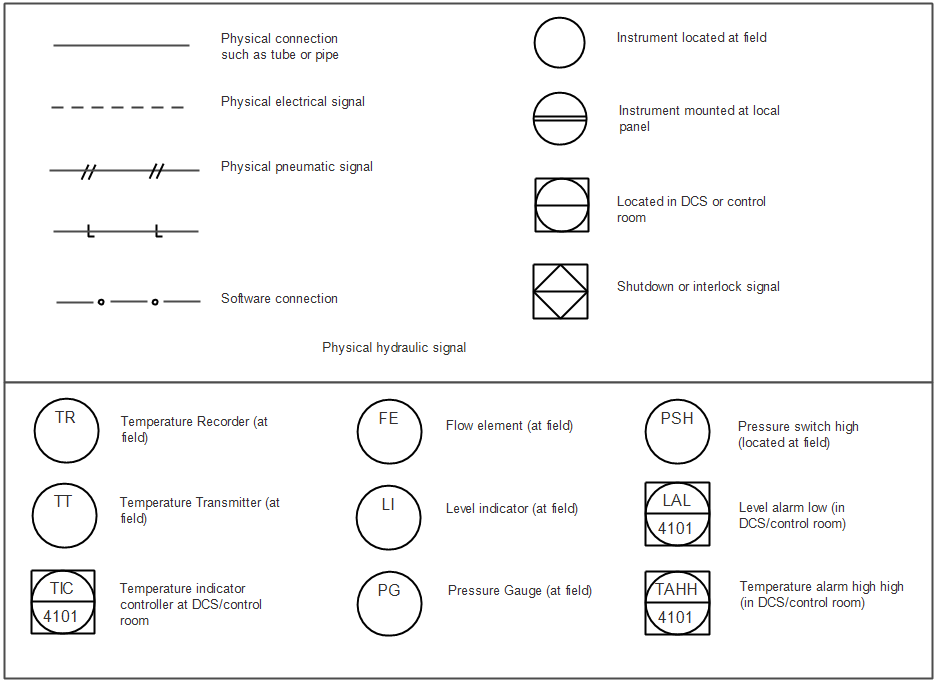 Physical connection
such as tube or pipe
Physical electrical signal
Physical pneumatic signal
Software connection
Physical hydraulic signal
Instrument located at field
Instrument mounted at local
panel
Located in DCS or control
room
Shutdown or interlock signal
TR
Temperature Recorder (at
field)
TT
Temperature Transmitter (at
field)
TIC
4101
Temperature indicator
controller at DCS/control
room
FE
Flow element (at field)
LI
Level indicator (at field)
PG
Pressure Gauge (at field)
PSH
Pressure switch high
(located at field)
LAL
4101
Level alarm low (in
DCS/control room)
TAHH
4101
Temperature alarm high high
(in DCS/control room)